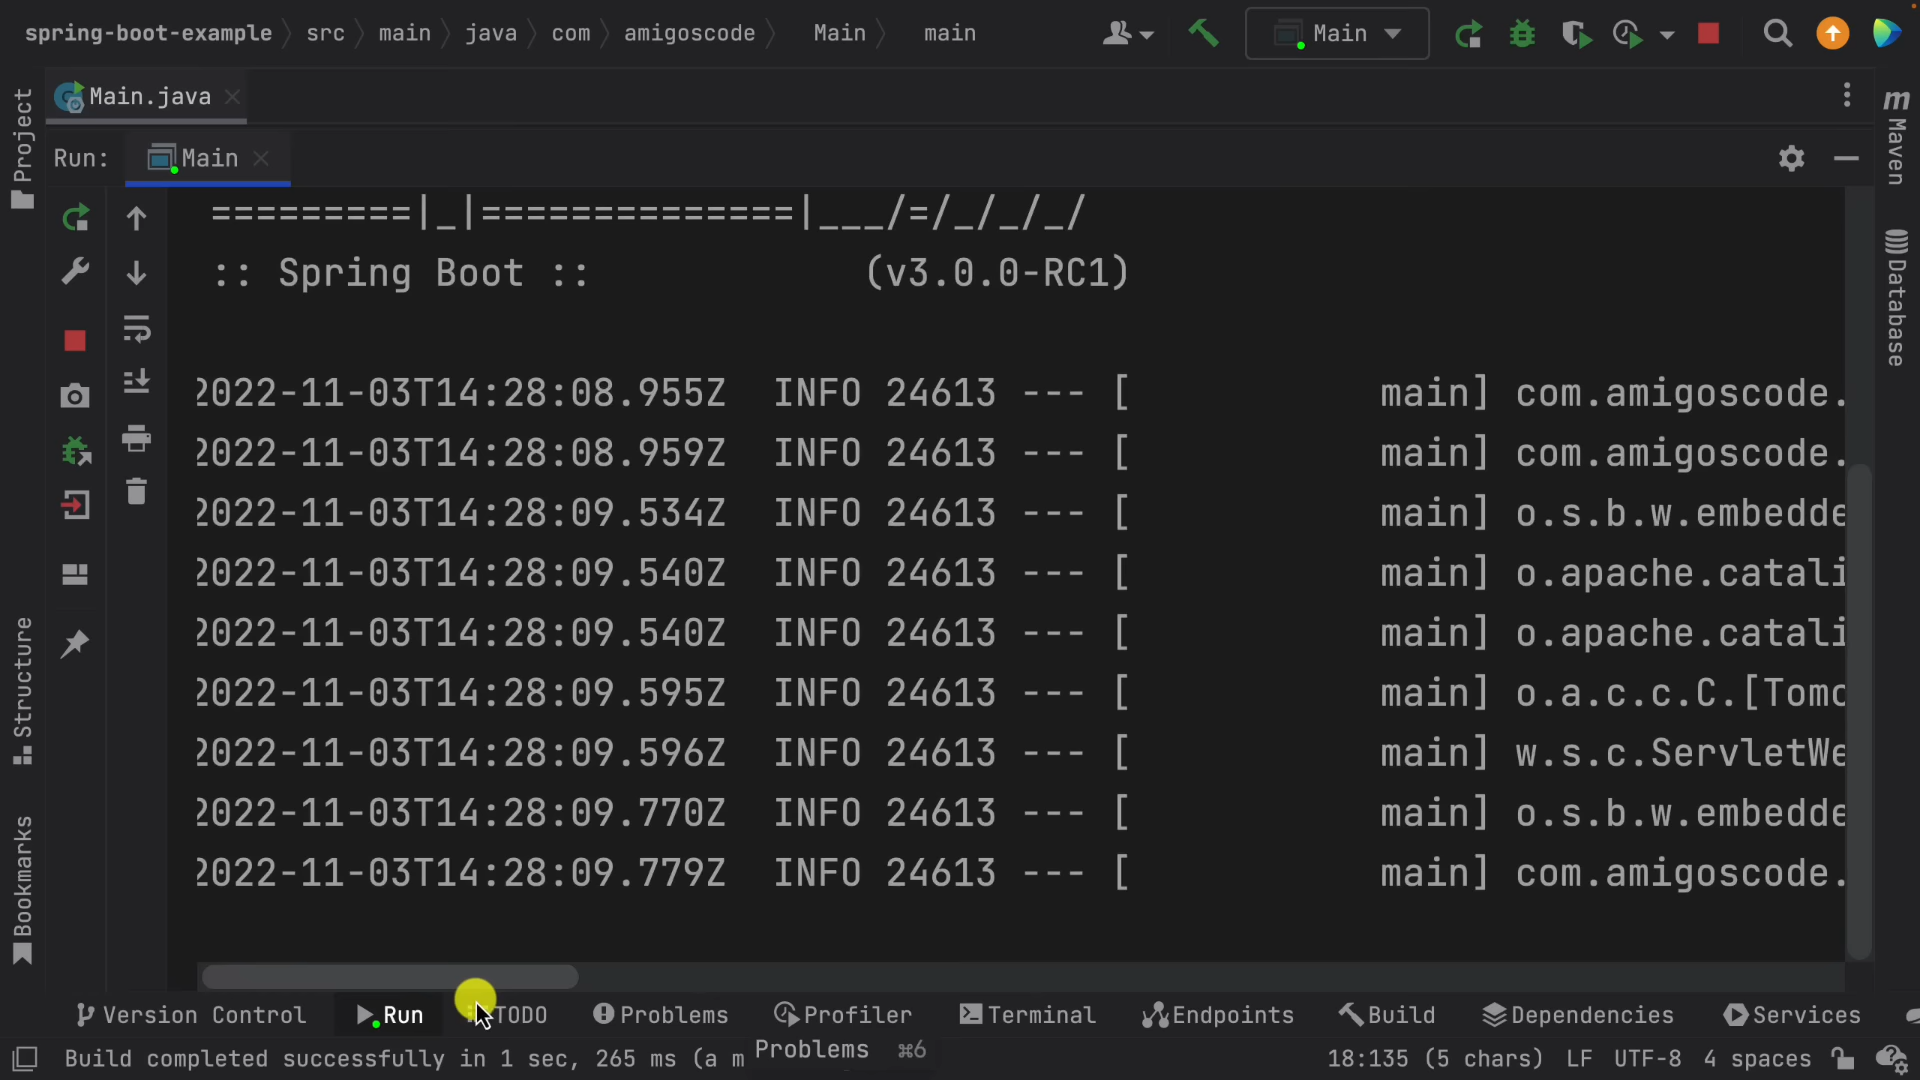 spring-boot-example src main java com amigoscode Main main
Main
Main.java
Run: Main
=========|_|==============|___/=/_/_/_/
:: Spring Boot ::                (v3.0.0-RC1)
2022-11-03T14:28:08.955Z  INFO 24613 --- [           main] com.amigoscode.
2022-11-03T14:28:08.959Z  INFO 24613 --- [           main] com.amigoscode.
2022-11-03T14:28:09.534Z  INFO 24613 --- [           main] o.s.b.w.embedde
2022-11-03T14:28:09.540Z  INFO 24613 --- [           main] o.apache.catali
2022-11-03T14:28:09.540Z  INFO 24613 --- [           main] o.apache.catali
2022-11-03T14:28:09.595Z  INFO 24613 --- [           main] o.a.c.c.C.[Tomc
2022-11-03T14:28:09.596Z  INFO 24613 --- [           main] w.s.c.ServletWe
2022-11-03T14:28:09.770Z  INFO 24613 --- [           main] o.s.b.w.embedde
2022-11-03T14:28:09.779Z  INFO 24613 --- [           main] com.amigoscode.
Project
Structure
Bookmarks
m Maven
Database
Version Control Run TODO Problems Profiler Terminal Endpoints Build Dependencies Services
Build completed successfully in 1 sec, 265 ms (a m
Problems ⌘6
18:135 (5 chars) LF UTF-8 4 spaces